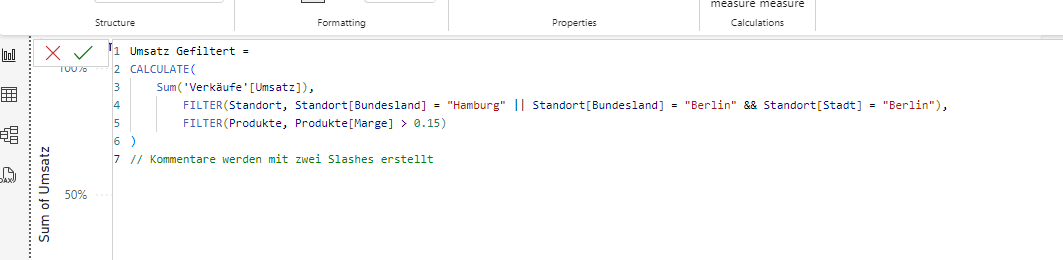 measure measure
Structure
Formatting
Properties
Calculations
1 Umsatz Gefiltert =
2 CALCULATE(
3 Sum('Verkäufe'[Umsatz]),
4 FILTER(Standort, Standort[Bundesland] = "Hamburg" || Standort[Bundesland] = "Berlin" && Standort[Stadt] = "Berlin"),
5 FILTER(Produkte, Produkte[Marge] > 0.15)
6 )
7 // Kommentare werden mit zwei Slashes erstellt
100%
50%
Sum of Umsatz
DAX